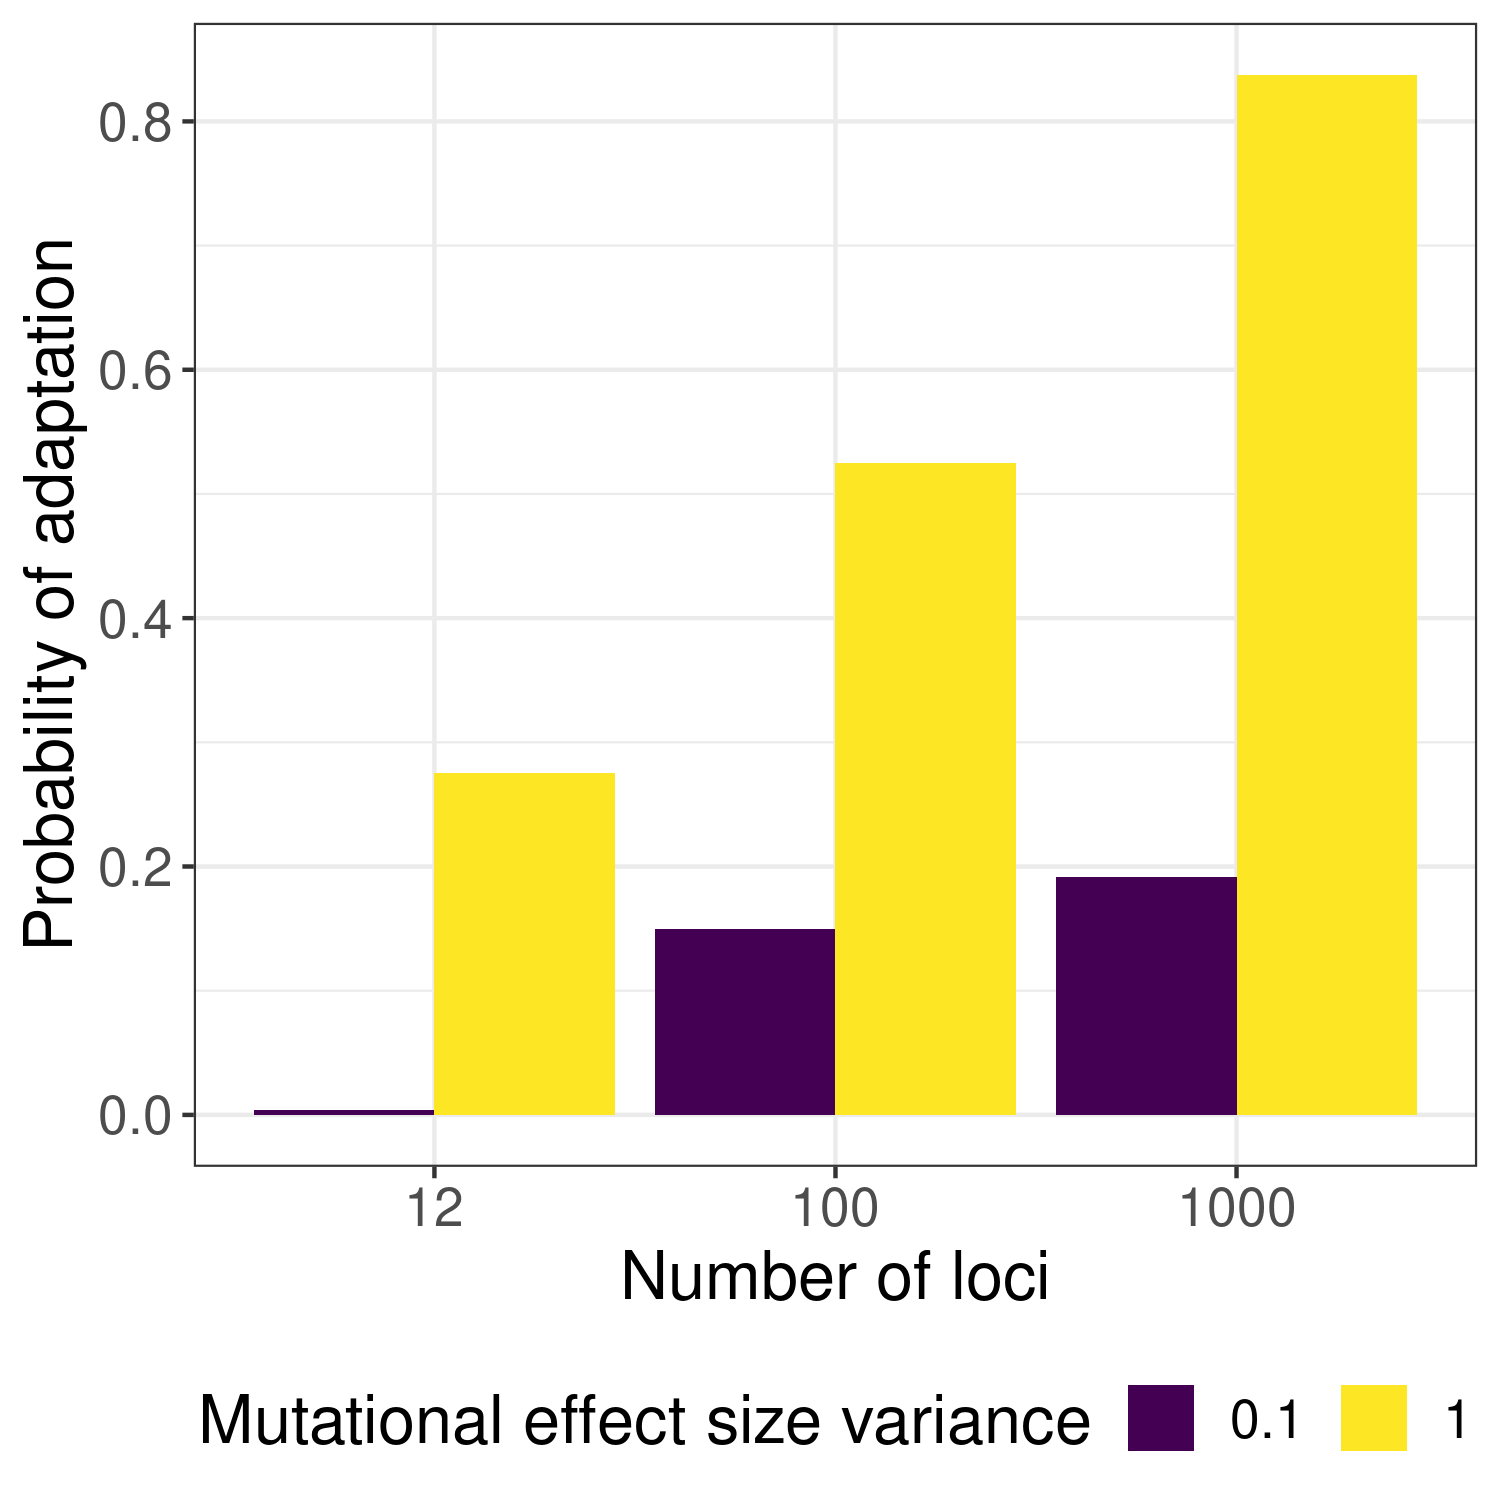 Probability of adaptation
0.8
0.6
0.4
0.2
0.0
12 100 1000
Number of loci
Mutational effect size variance 0.1 1